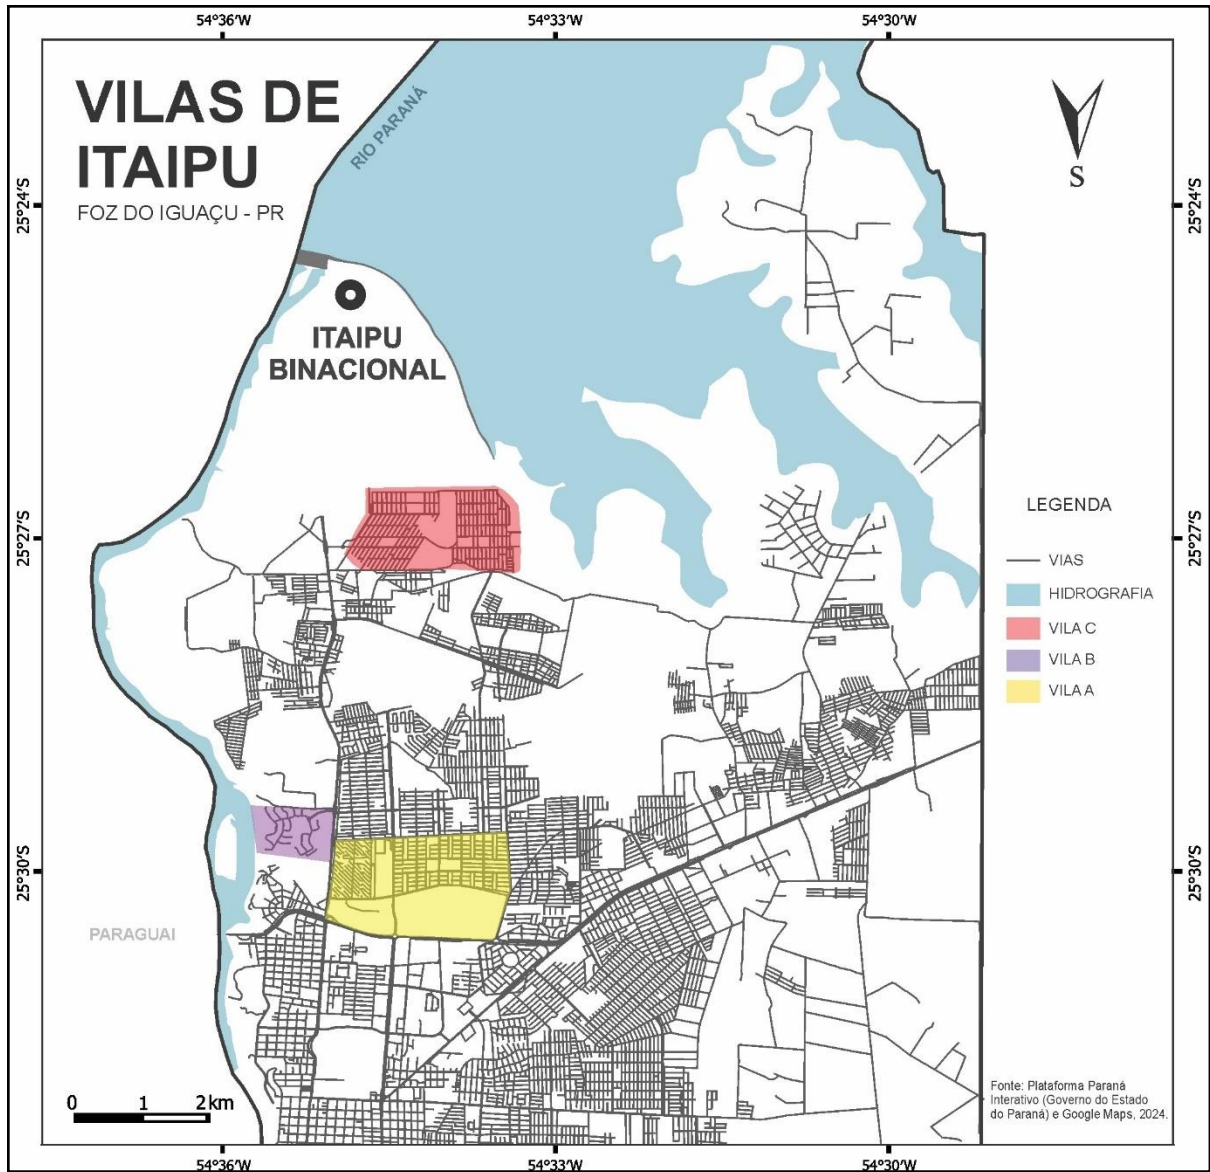 54°36'W
54°33'W
54°30'W
VILAS DE
ITAIPU
FOZ DO IGUAÇU - PR
RIO PARANÁ
S
25°24'S
25°24'S
ITAIPU
BINACIONAL
LEGENDA
25°27'S
25°27'S
VIAS
HIDROGRAFIA
VILA C
VILA B
VILA A
25°30'S
25°30'S
PARAGUAI
0 1 2 km
Fonte: Plataforma Paraná
Interativo (Governo do Estado
do Paraná) e Google Maps, 2024.
54°36'W
54°33'W
54°30'W